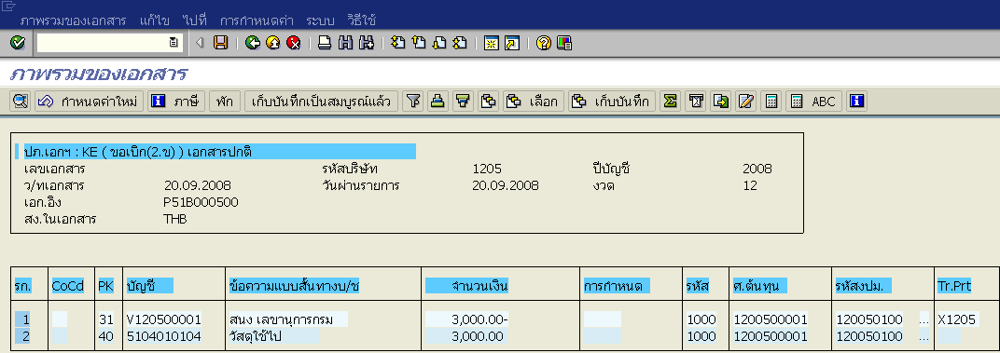 ภาพรวมของเอกสาร แก้ไข ไปที่ การกำหนดค่า ระบบ วิธีใช้
ภาพรวมของเอกสาร
กำหนดค่าใหม่ ภาษี พัก เก็บบันทึกเป็นสมบูรณ์แล้ว เลือก เก็บบันทึก ABC
ปภ.เอกฯ : KE ( ขอเบิก(2.ข) ) เอกสารปกติ
เลขเอกสาร รหัสบริษัท 1205 ปีบัญชี 2008
ว/ทเอกสาร 20.09.2008 วันผ่านรายการ 20.09.2008 งวด 12
เอก.อิง P51B000500
สง.ในเอกสาร THB
รก. CoCd PK บัญชี ข้อความแบบสั้นทางบ/ช จำนวนเงิน การกำหนด รหัส ศ.ต้นทุน รหัสงปม. Tr.Prt
1 31 V120500001 สนง เลขานุการกรม 3,000.00- 1000 1200500001 120050100 ... X1205
2 40 5104010104 วัสดุใช้ไป 3,000.00 1000 1200500001 120050100 ...